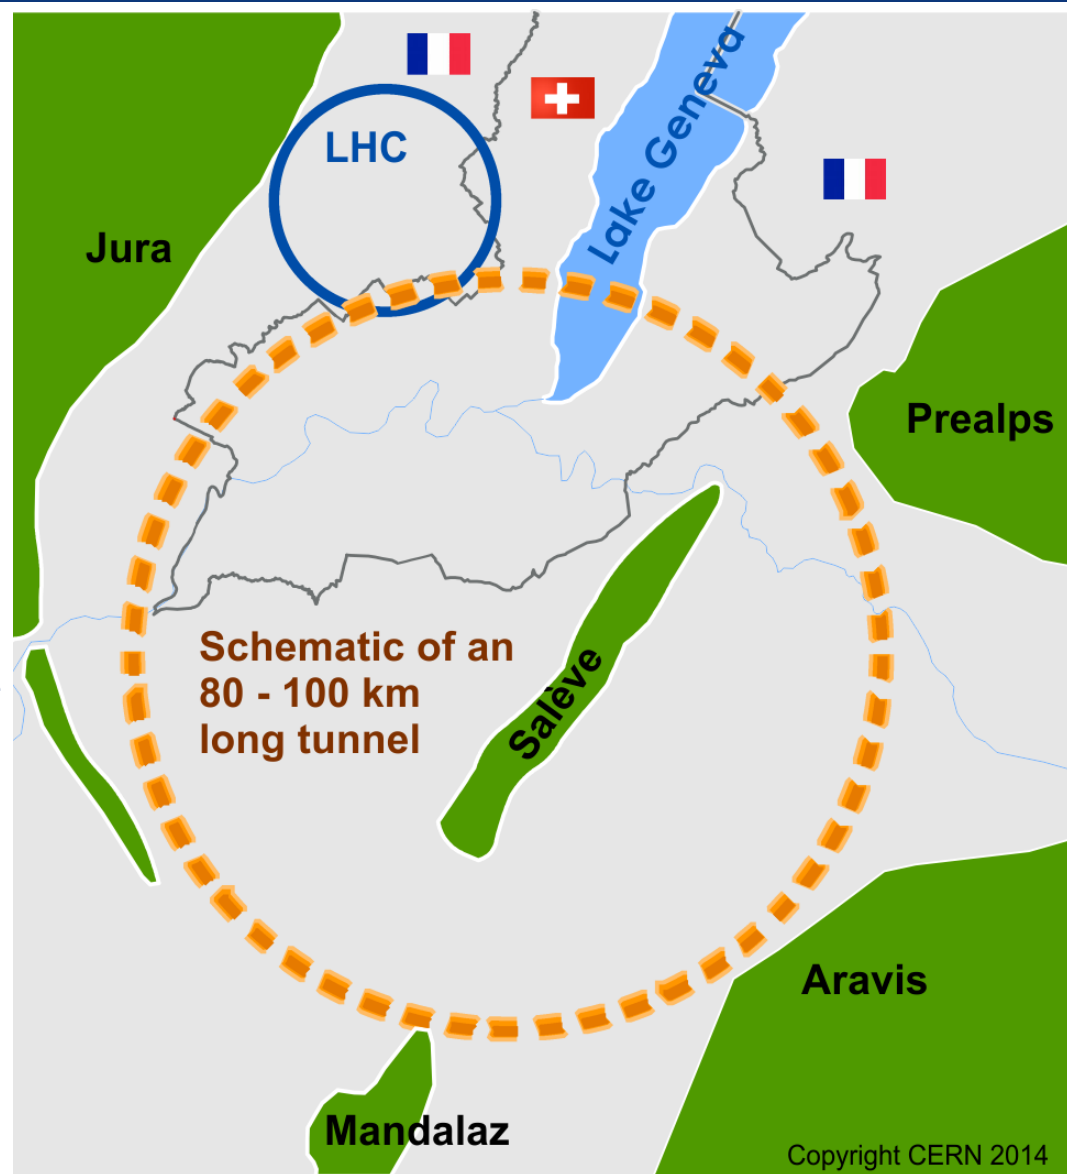 LHC
Lake Geneva
Jura
Prealps
Schematic of an
80 - 100 km
long tunnel
Salève
Aravis
Mandalaz
Copyright CERN 2014